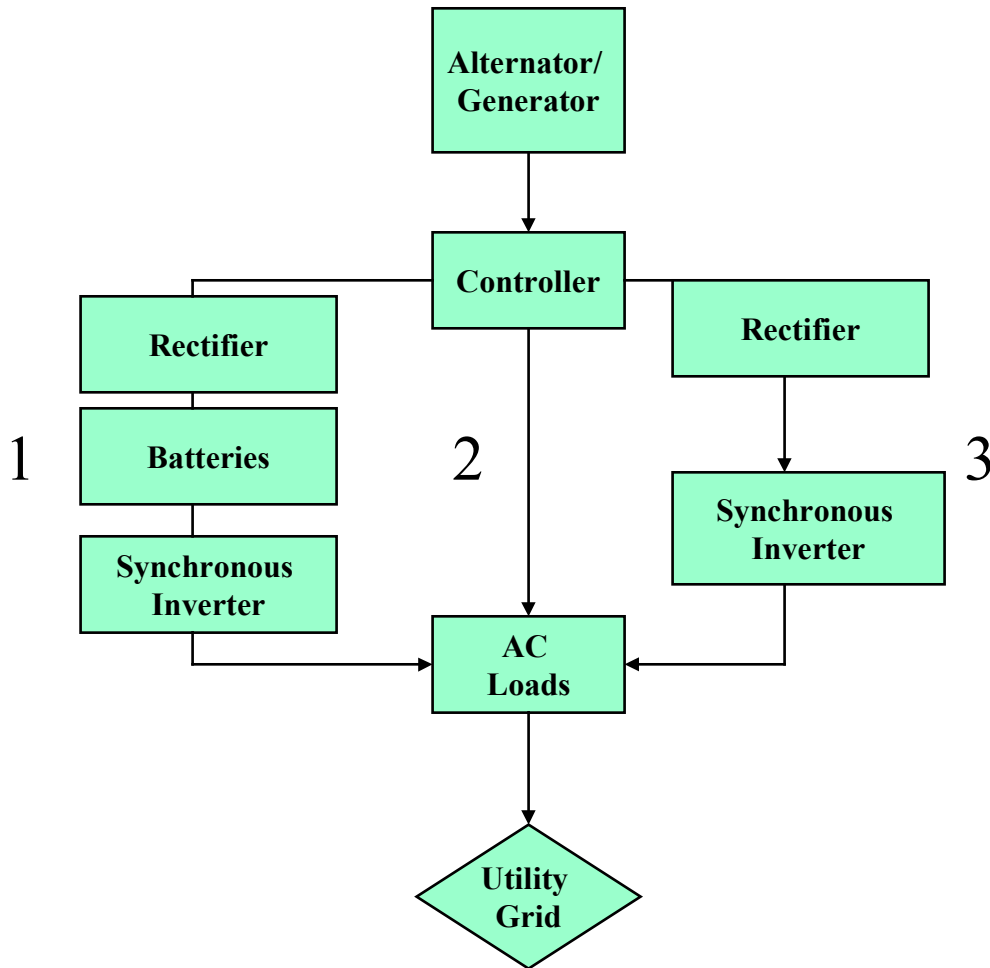 Alternator/
Generator
Controller
Rectifier
Rectifier
1
Batteries
2
3
Synchronous
Inverter
Synchronous
Inverter
AC
Loads
Utility
Grid